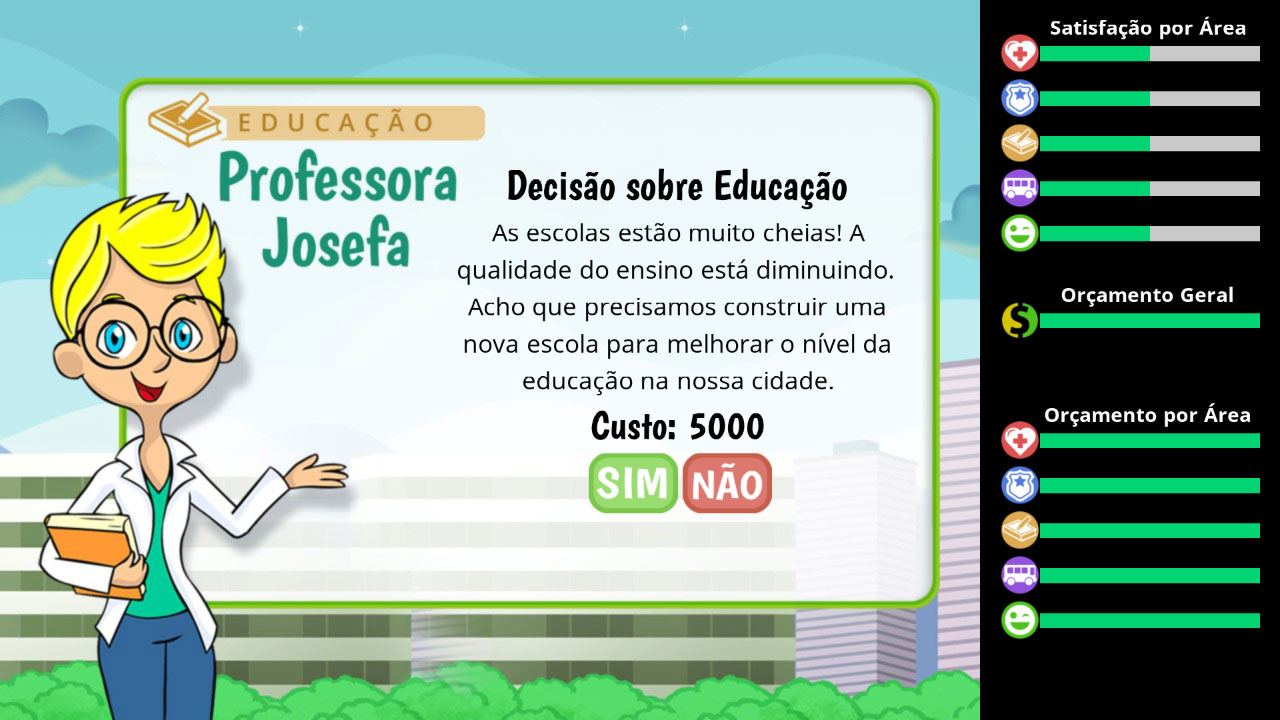 EDUCAÇÃO
Professora
Josefa
Decisão sobre Educação
As escolas estão muito cheias! A
qualidade do ensino está diminuindo.
Acho que precisamos construir uma
nova escola para melhorar o nível da
educação na nossa cidade.
Custo: 5000
SIM NÃO
Satisfação por Área
Orçamento Geral
Orçamento por Área